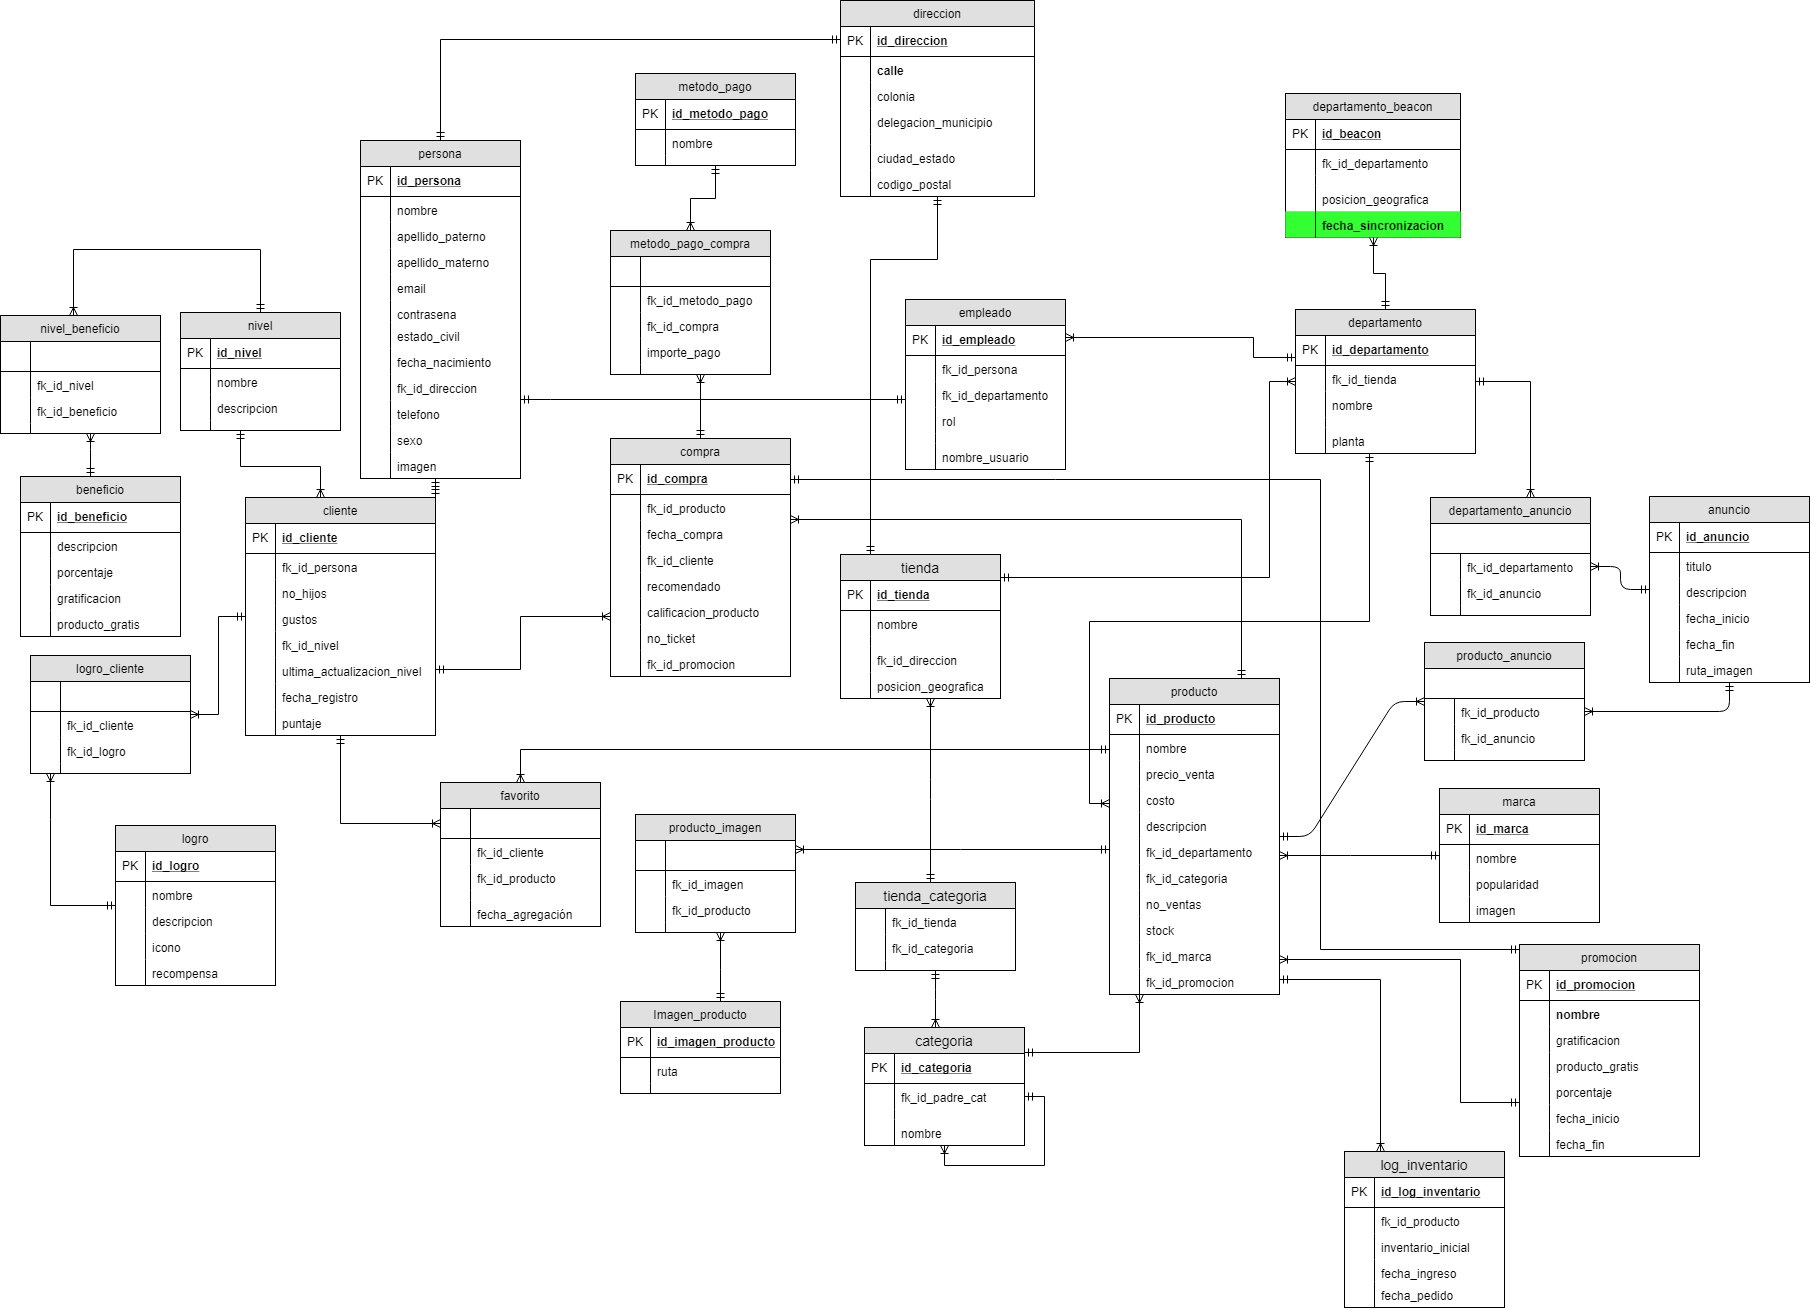 direccion
PK id_direccion
calle
colonia
delegacion_municipio
ciudad_estado
codigo_postal
metodo_pago
PK id_metodo_pago
nombre
departamento_beacon
PK id_beacon
fk_id_departamento
posicion_geografica
fecha_sincronizacion
persona
PK id_persona
nombre
apellido_paterno
apellido_materno
email
contrasena
estado_civil
fecha_nacimiento
fk_id_direccion
telefono
sexo
imagen
metodo_pago_compra
fk_id_metodo_pago
fk_id_compra
importe_pago
nivel_beneficio
fk_id_nivel
fk_id_beneficio
nivel
PK id_nivel
nombre
descripcion
empleado
PK id_empleado
fk_id_persona
fk_id_departamento
rol
nombre_usuario
departamento
PK id_departamento
fk_id_tienda
nombre
planta
beneficio
PK id_beneficio
descripcion
porcentaje
gratificacion
producto_gratis
cliente
PK id_cliente
fk_id_persona
no_hijos
gustos
fk_id_nivel
ultima_actualizacion_nivel
fecha_registro
puntaje
compra
PK id_compra
fk_id_producto
fecha_compra
fk_id_cliente
recomendado
calificacion_producto
no_ticket
fk_id_promocion
tienda
PK id_tienda
nombre
fk_id_direccion
posicion_geografica
departamento_anuncio
fk_id_departamento
fk_id_anuncio
anuncio
PK id_anuncio
titulo
descripcion
fecha_inicio
fecha_fin
ruta_imagen
logro_cliente
fk_id_cliente
fk_id_logro
producto_anuncio
fk_id_producto
fk_id_anuncio
producto
PK id_producto
nombre
precio_venta
costo
descripcion
fk_id_departamento
fk_id_categoria
no_ventas
stock
fk_id_marca
fk_id_promocion
favorito
fk_id_cliente
fk_id_producto
fecha_agregación
producto_imagen
fk_id_imagen
fk_id_producto
marca
PK id_marca
nombre
popularidad
imagen
logro
PK id_logro
nombre
descripcion
icono
recompensa
tienda_categoria
fk_id_tienda
fk_id_categoria
promocion
PK id_promocion
nombre
gratificacion
producto_gratis
porcentaje
fecha_inicio
fecha_fin
Imagen_producto
PK id_imagen_producto
ruta
categoria
PK id_categoria
fk_id_padre_cat
nombre
log_inventario
PK id_log_inventario
fk_id_producto
inventario_inicial
fecha_ingreso
fecha_pedido